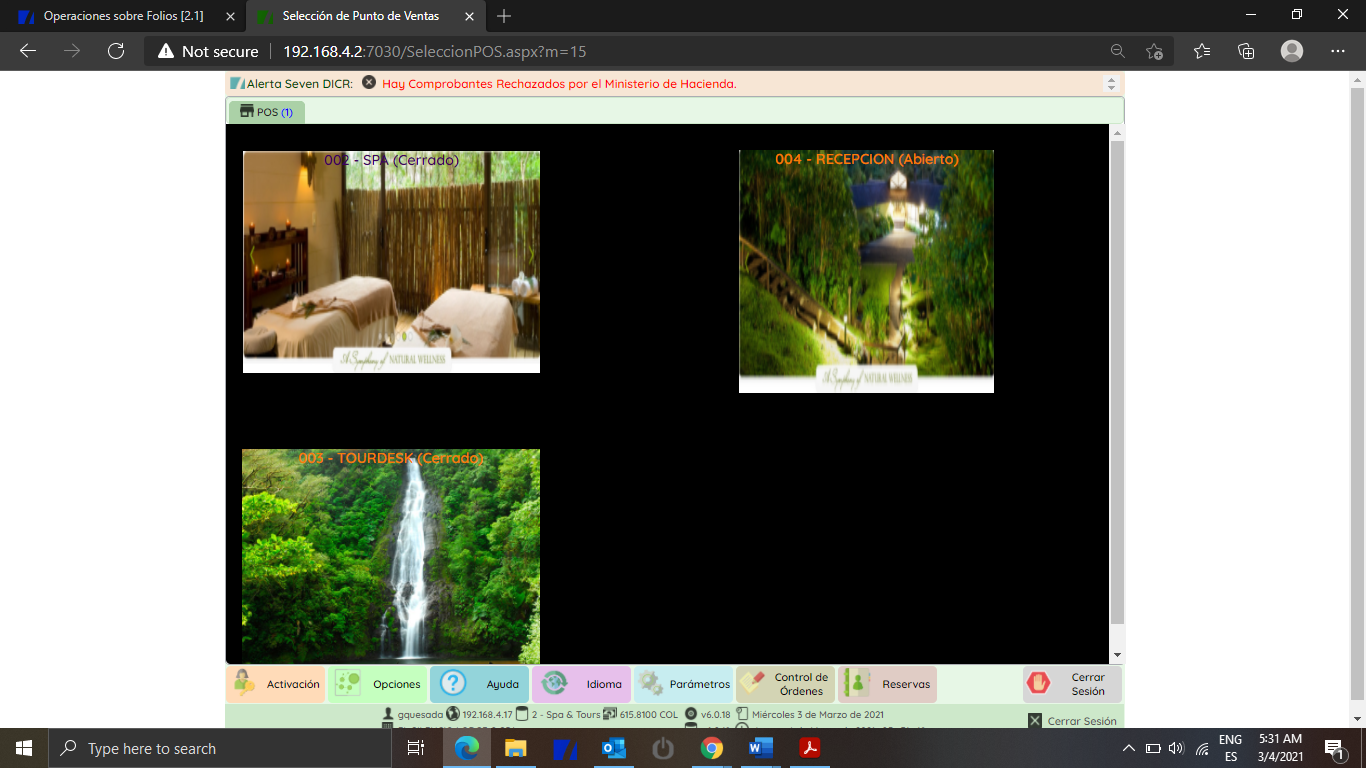 Operaciones sobre Folios [2.1]
Selección de Punto de Ventas
Not secure
192.168.4.2:7030/SeleccionPOS.aspx?m=15
Alerta Seven DICR:
Hay Comprobantes Rechazados por el Ministerio de Hacienda.
POS (1)
002 - SPA (Cerrado)
004 - RECEPCION (Abierto)
A Symphony of NATURAL WELLNESS
A Symphony of NATURAL WELLNESS
003 - TOURDESK (Cerrado)
Activación
Opciones
Ayuda
Idioma
Parámetros
Control de
Órdenes
Reservas
Cerrar
Sesión
gquesada 192.168.4.17 2 - Spa & Tours 615.8100 COL v6.0.18 Miércoles 3 de Marzo de 2021
Cerrar Sesión
Type here to search
ENG
ES
5:31 AM
3/4/2021
1